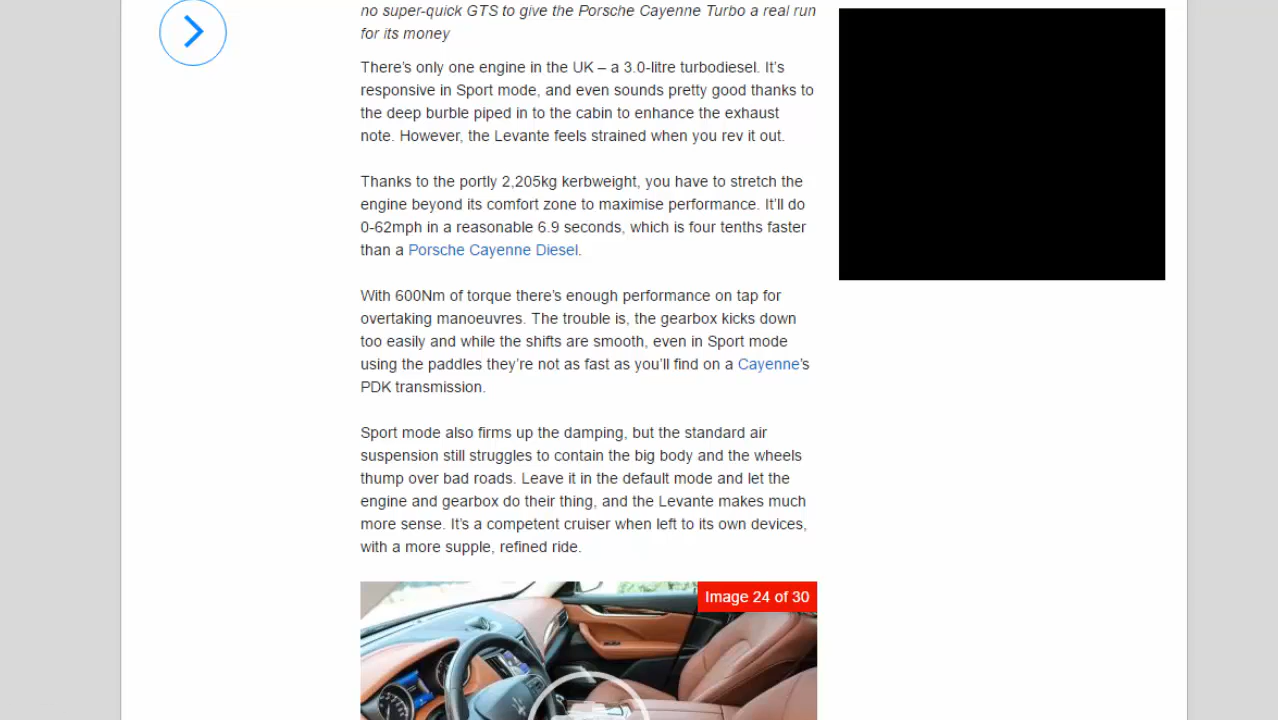 no super-quick GTS to give the Porsche Cayenne Turbo a real run
for its money
There’s only one engine in the UK – a 3.0-litre turbodiesel. It’s
responsive in Sport mode, and even sounds pretty good thanks to
the deep burble piped in to the cabin to enhance the exhaust
note. However, the Levante feels strained when you rev it out.
Thanks to the portly 2,205kg kerbweight, you have to stretch the
engine beyond its comfort zone to maximise performance. It’ll do
0-62mph in a reasonable 6.9 seconds, which is four tenths faster
than a Porsche Cayenne Diesel.
With 600Nm of torque there’s enough performance on tap for
overtaking manoeuvres. The trouble is, the gearbox kicks down
too easily and while the shifts are smooth, even in Sport mode
using the paddles they’re not as fast as you’ll find on a Cayenne’s
PDK transmission.
Sport mode also firms up the damping, but the standard air
suspension still struggles to contain the big body and the wheels
thump over bad roads. Leave it in the default mode and let the
engine and gearbox do their thing, and the Levante makes much
more sense. It’s a competent cruiser when left to its own devices,
with a more supple, refined ride.
Image 24 of 30